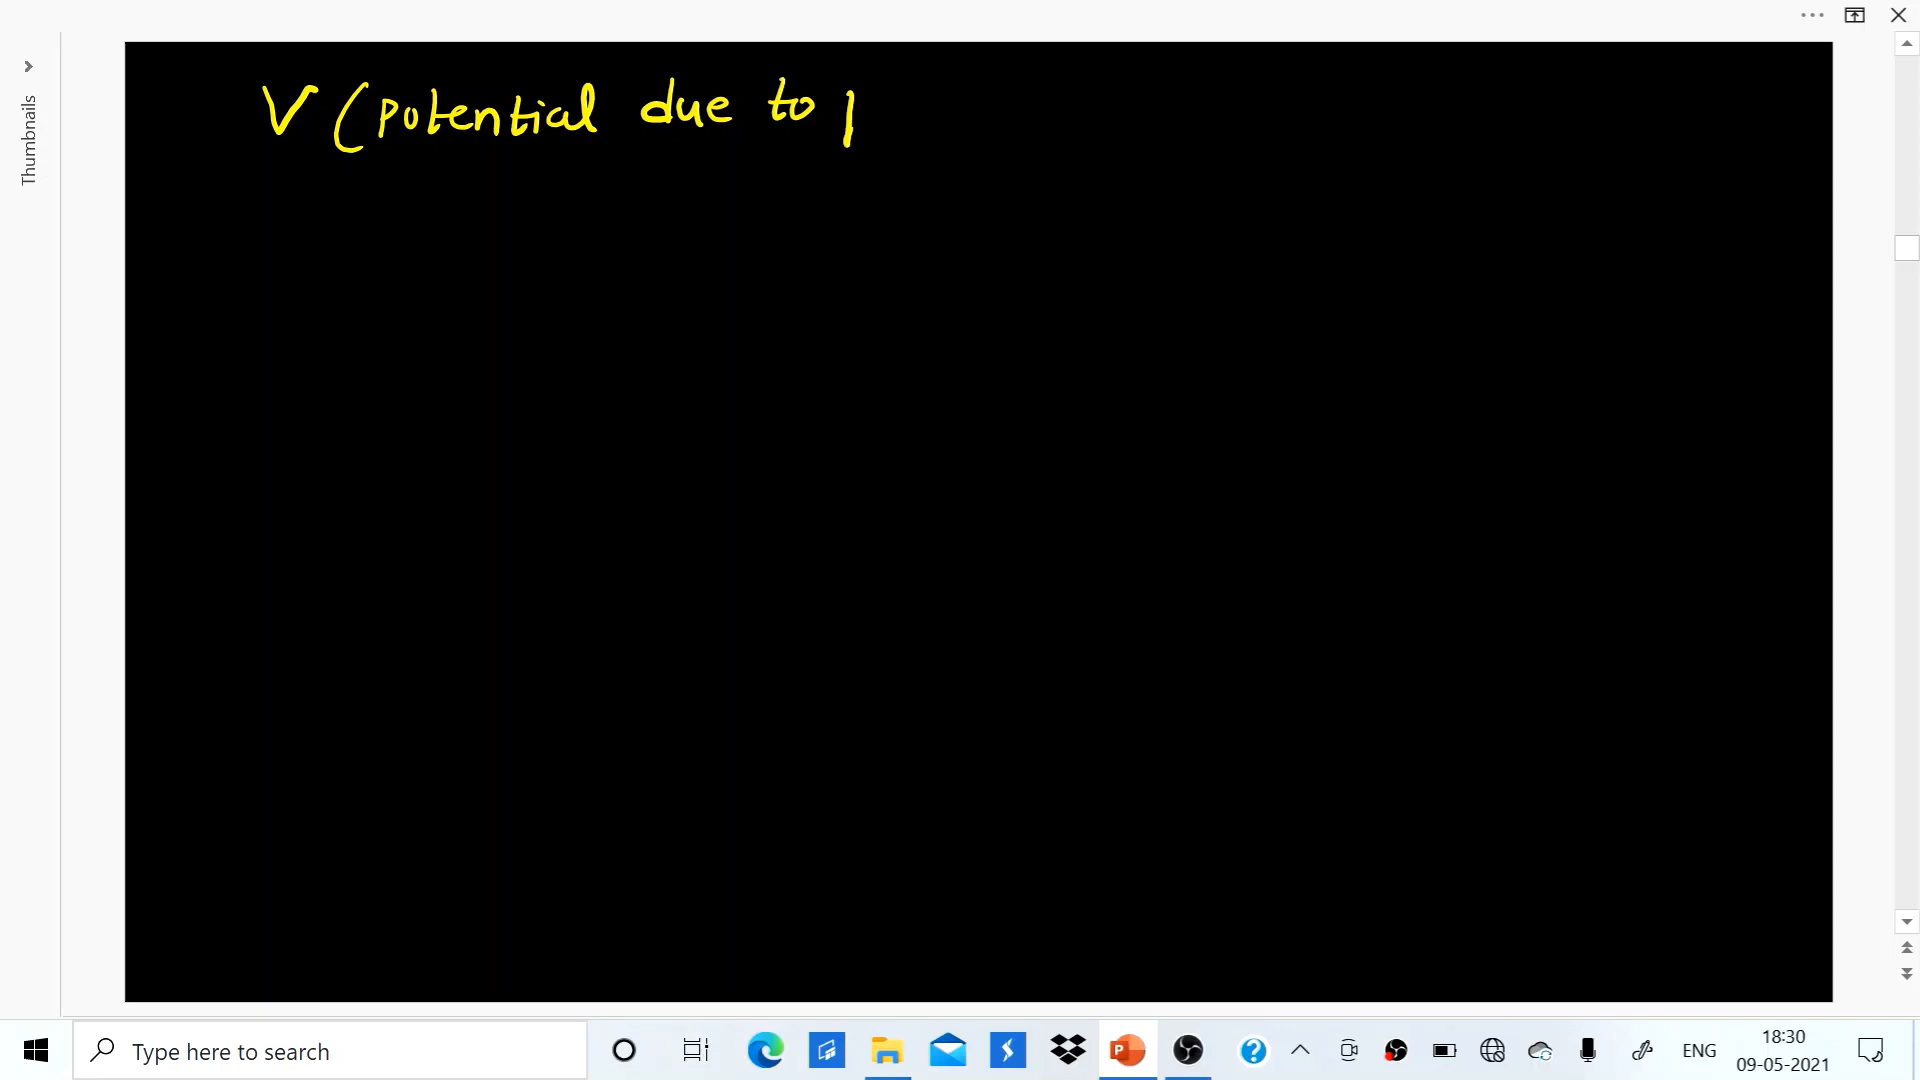 Thumbnails
V (potential due to
Type here to search
ENG
18:30
09-05-2021